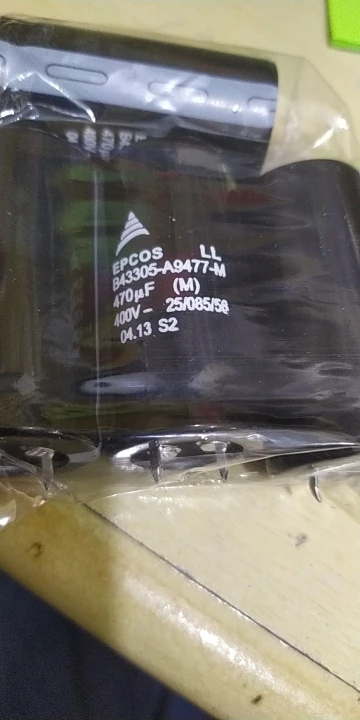 EPCOS LL
B43305-A9477-M
470µF (M)
400V– 25/085/56
04.13 S2